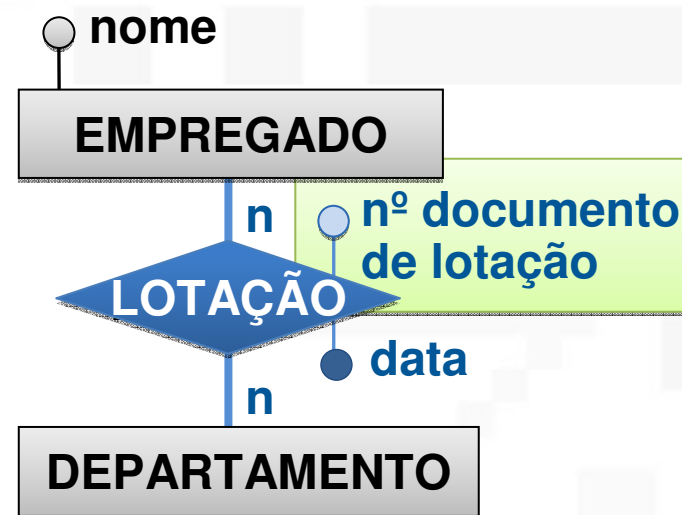 nome
EMPREGADO
n
nº documento
de lotação
LOTAÇÃO
data
n
DEPARTAMENTO